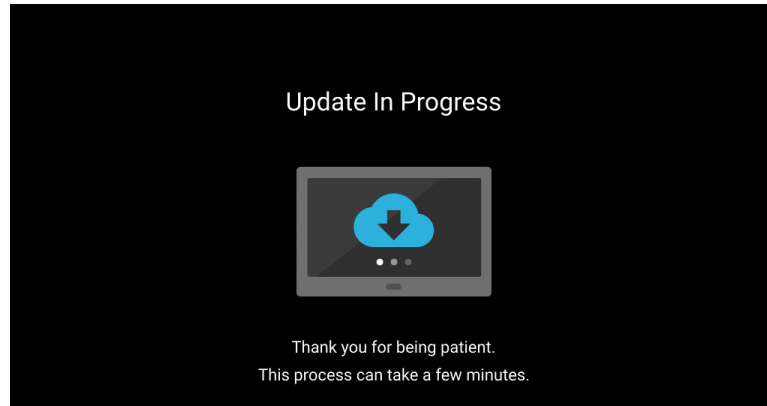 Update In Progress
Thank you for being patient.
This process can take a few minutes.